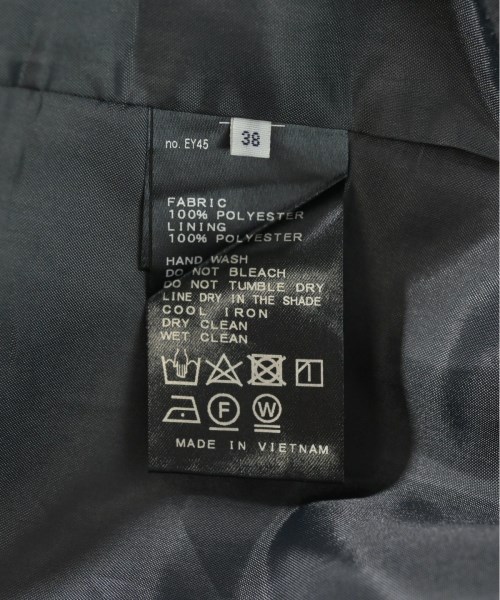 no. EY45
38
FABRIC
100% POLYESTER
LINING
100% POLYESTER
HAND WASH
DO NOT BLEACH
DO NOT TUMBLE DRY
LINE DRY IN THE SHADE
COOL IRON
DRY CLEAN
WET CLEAN
F W
MADE IN VIETNAM